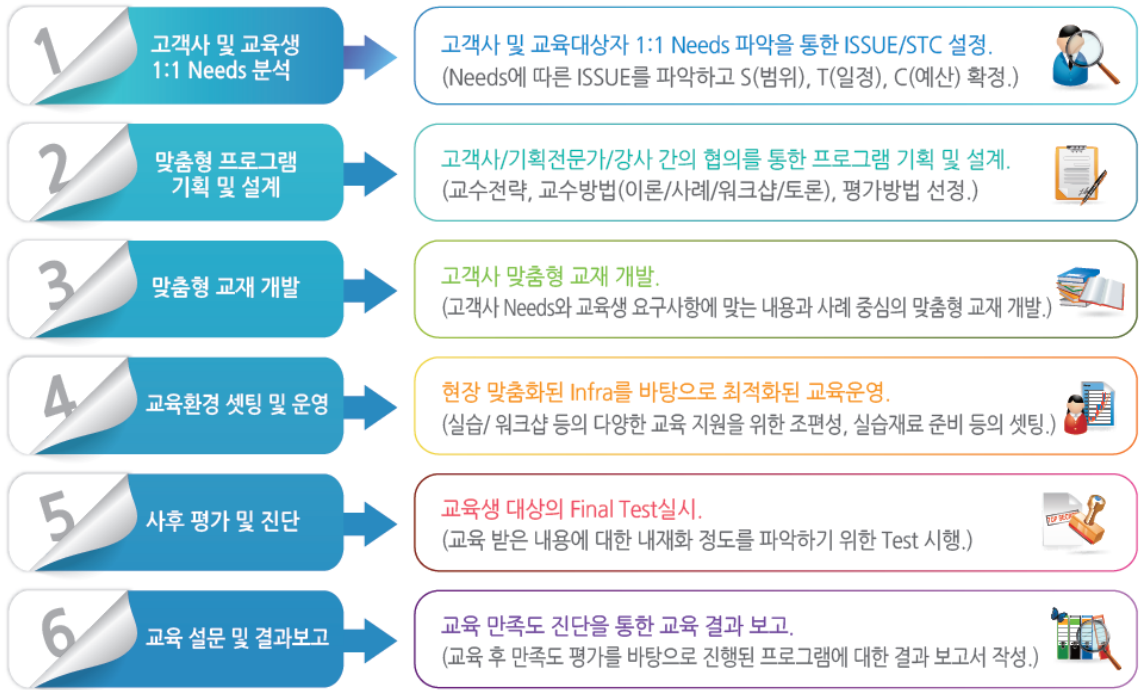 1
고객사 및 교육생
1:1 Needs 분석
고객사 및 교육대상자 1:1 Needs 파악을 통한 ISSUE/STC 설정.
(Needs에 따른 ISSUE를 파악하고 S(범위), T(일정), C(예산) 확정.)
2
맞춤형 프로그램
기획 및 설계
고객사/기획전문가/강사 간의 협의를 통한 프로그램 기획 및 설계.
(교수전략, 교수방법(이론/사례/워크샵/토론), 평가방법 선정.)
3
맞춤형 교재 개발
고객사 맞춤형 교재 개발.
(고객사 Needs와 교육생 요구사항에 맞는 내용과 사례 중심의 맞춤형 교재 개발.)
4
교육환경 셋팅 및 운영
현장 맞춤화된 Infra를 바탕으로 최적화된 교육운영.
(실습/ 워크샵 등의 다양한 교육 지원을 위한 조편성, 실습재료 준비 등의 셋팅.)
5
사후 평가 및 진단
교육생 대상의 Final Test실시.
(교육 받은 내용에 대한 내재화 정도를 파악하기 위한 Test 시행.)
6
교육 설문 및 결과보고
교육 만족도 진단을 통한 교육 결과 보고.
(교육 후 만족도 평가를 바탕으로 진행된 프로그램에 대한 결과 보고서 작성.)